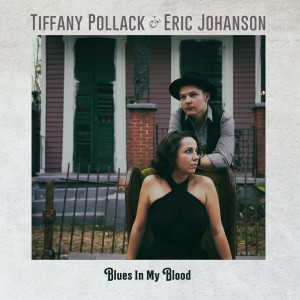 TIFFANY POLLACK & ERIC JOHANSON
Blues In My Blood